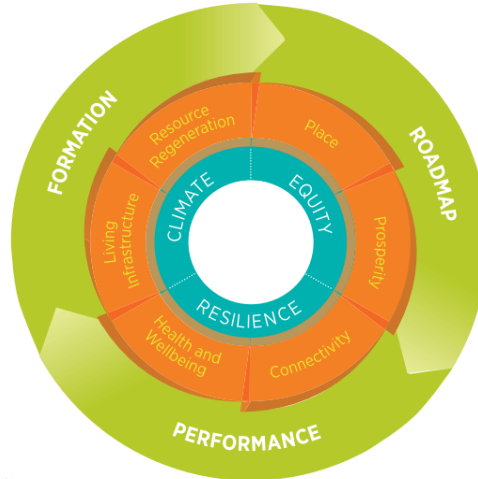 FORMATION
ROADMAP
PERFORMANCE
Resource
Regeneration
Place
Prosperity
Connectivity
Health and
Wellbeing
Living
Infrastructure
CLIMATE
EQUITY
RESILIENCE